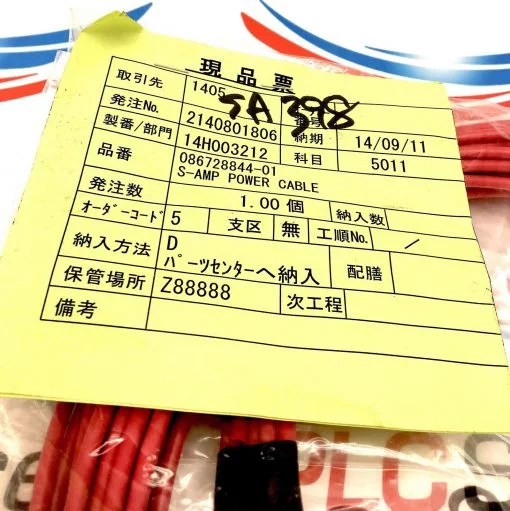 現品票
取引先 1405 SA398
発注No. 2140801806 番号
製番/部門 14H003212 納期 14/09/11
品番 086728844-01 科目 5011
S-AMP POWER CABLE
発注数 1.00 個 納入数
オーダーコード 5 支区 無 工順No. /
納入方法 D 配膳
パーツセンターへ納入
保管場所 Z88888 次工程
備考
PLC